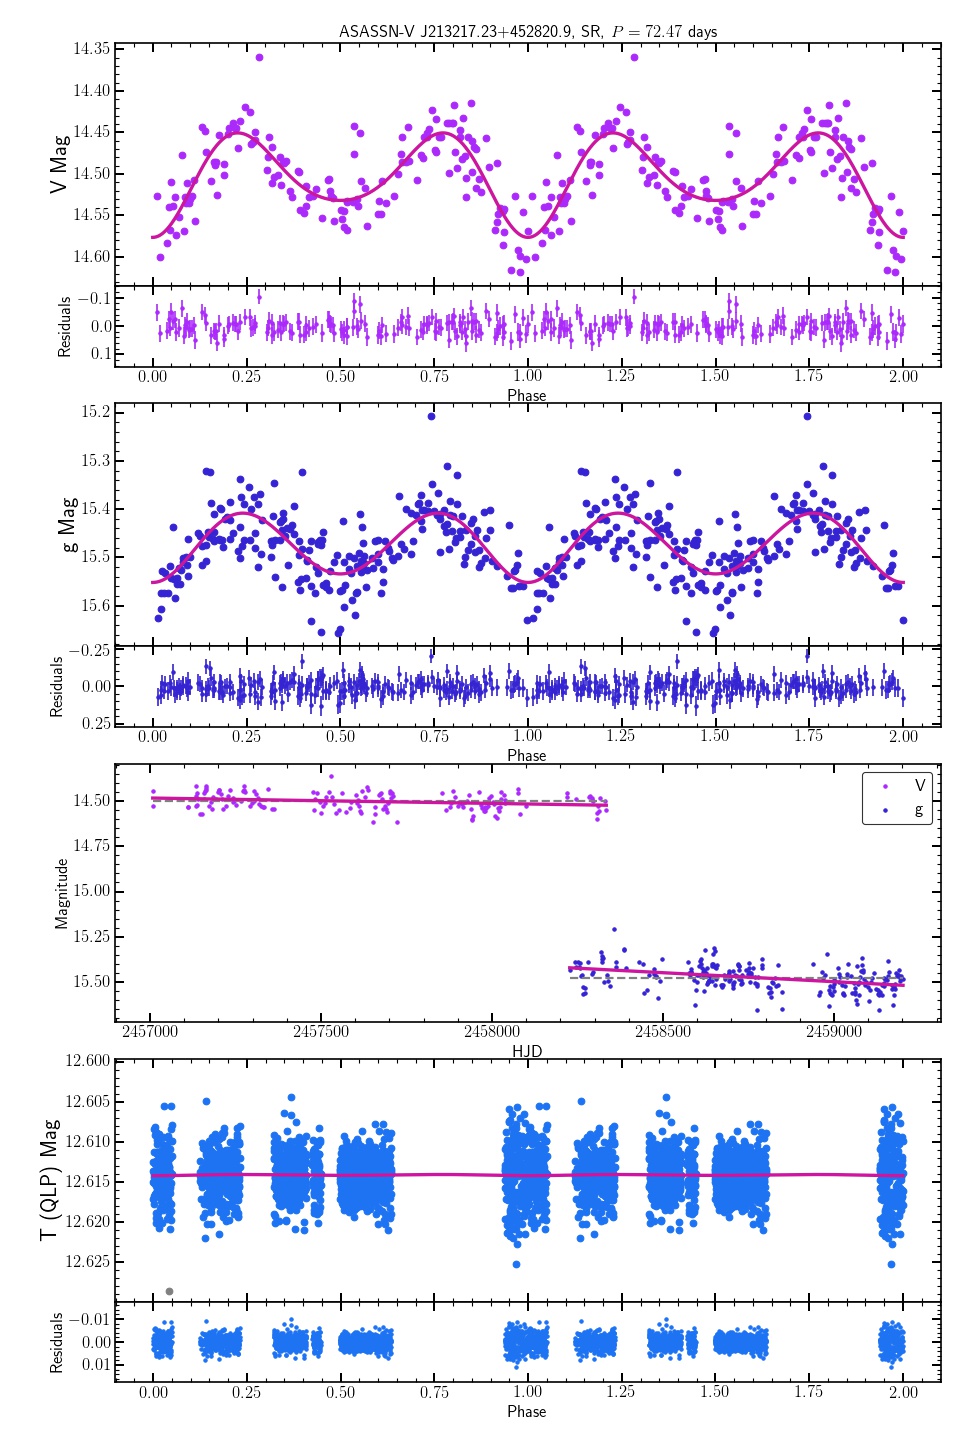 ASASSN-V J213217.23+452820.9, SR, P = 72.47 days
14.35
14.40
14.45
14.50
14.55
14.60
V Mag
−0.1
0.0
0.1
Residuals
0.00 0.25 0.50 0.75 1.00 1.25 1.50 1.75 2.00
Phase
15.2
15.3
15.4
15.5
15.6
g Mag
−0.25
0.00
0.25
Residuals
0.00 0.25 0.50 0.75 1.00 1.25 1.50 1.75 2.00
Phase
V
g
14.50
14.75
15.00
15.25
15.50
Magnitude
2457000 2457500 2458000 2458500 2459000
HJD
12.600
12.605
12.610
12.615
12.620
12.625
T (QLP) Mag
−0.01
0.00
0.01
Residuals
0.00 0.25 0.50 0.75 1.00 1.25 1.50 1.75 2.00
Phase